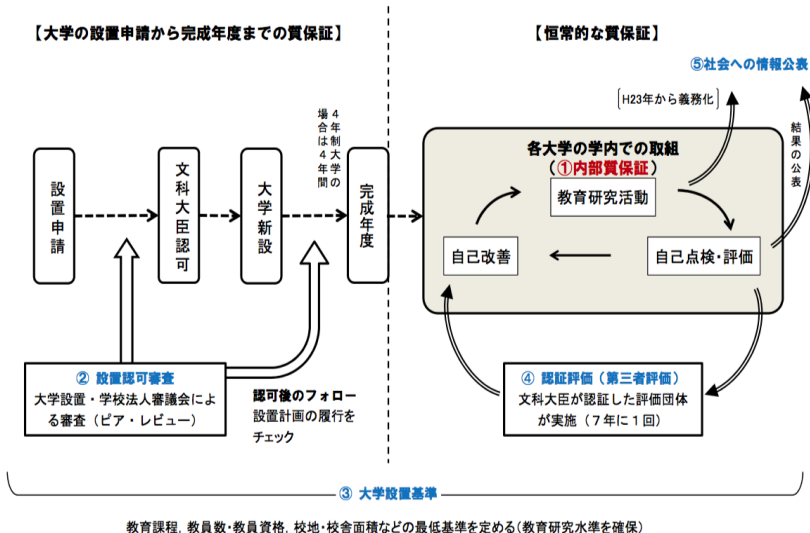 【大学の設置申請から完成年度までの質保証】
設置申請
文科大臣認可
大学新設
4年制大学の
場合は4年間
完成年度
② 設置認可審査
大学設置・学校法人審議会によ
る審査（ピア・レビュー）
認可後のフォロー
設置計画の履行を
チェック
【恒常的な質保証】
⑤社会への情報公表
[H23年から義務化]
結果の公表
各大学の学内での取組
（①内部質保証）
教育研究活動
自己改善
自己点検・評価
④ 認証評価（第三者評価）
文科大臣が認証した評価団体
が実施（７年に１回）
③ 大学設置基準
教育課程，教員数・教員資格，校地・校舎面積などの最低基準を定める（教育研究水準を確保）